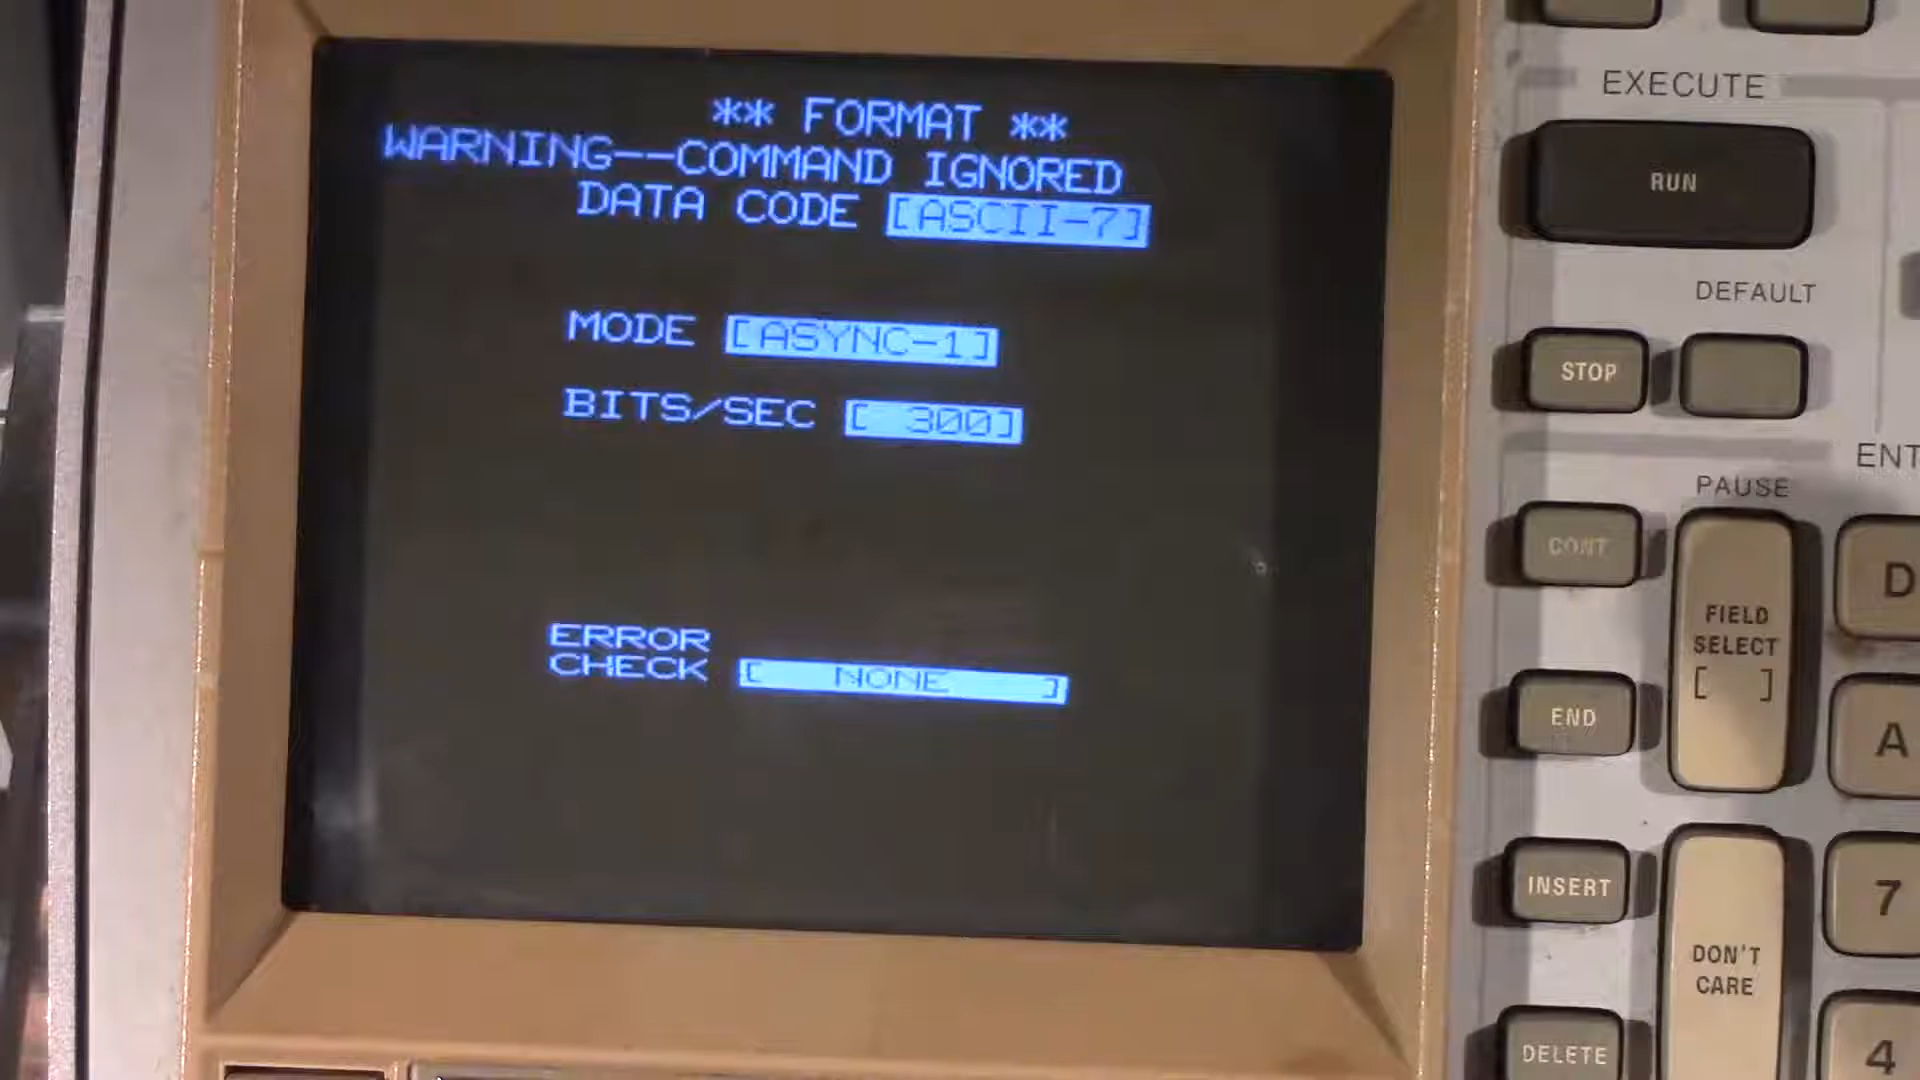 ** FORMAT **
WARNING--COMMAND IGNORED
DATA CODE [ASCII-7]
MODE [ASYNC-1]
BITS/SEC [ 300]
ERROR
CHECK [ NONE ]
EXECUTE
RUN
DEFAULT
STOP
ENT
PAUSE
CONT
FIELD
SELECT
[ ]
D
END
A
INSERT
7
DON'T
CARE
DELETE
4